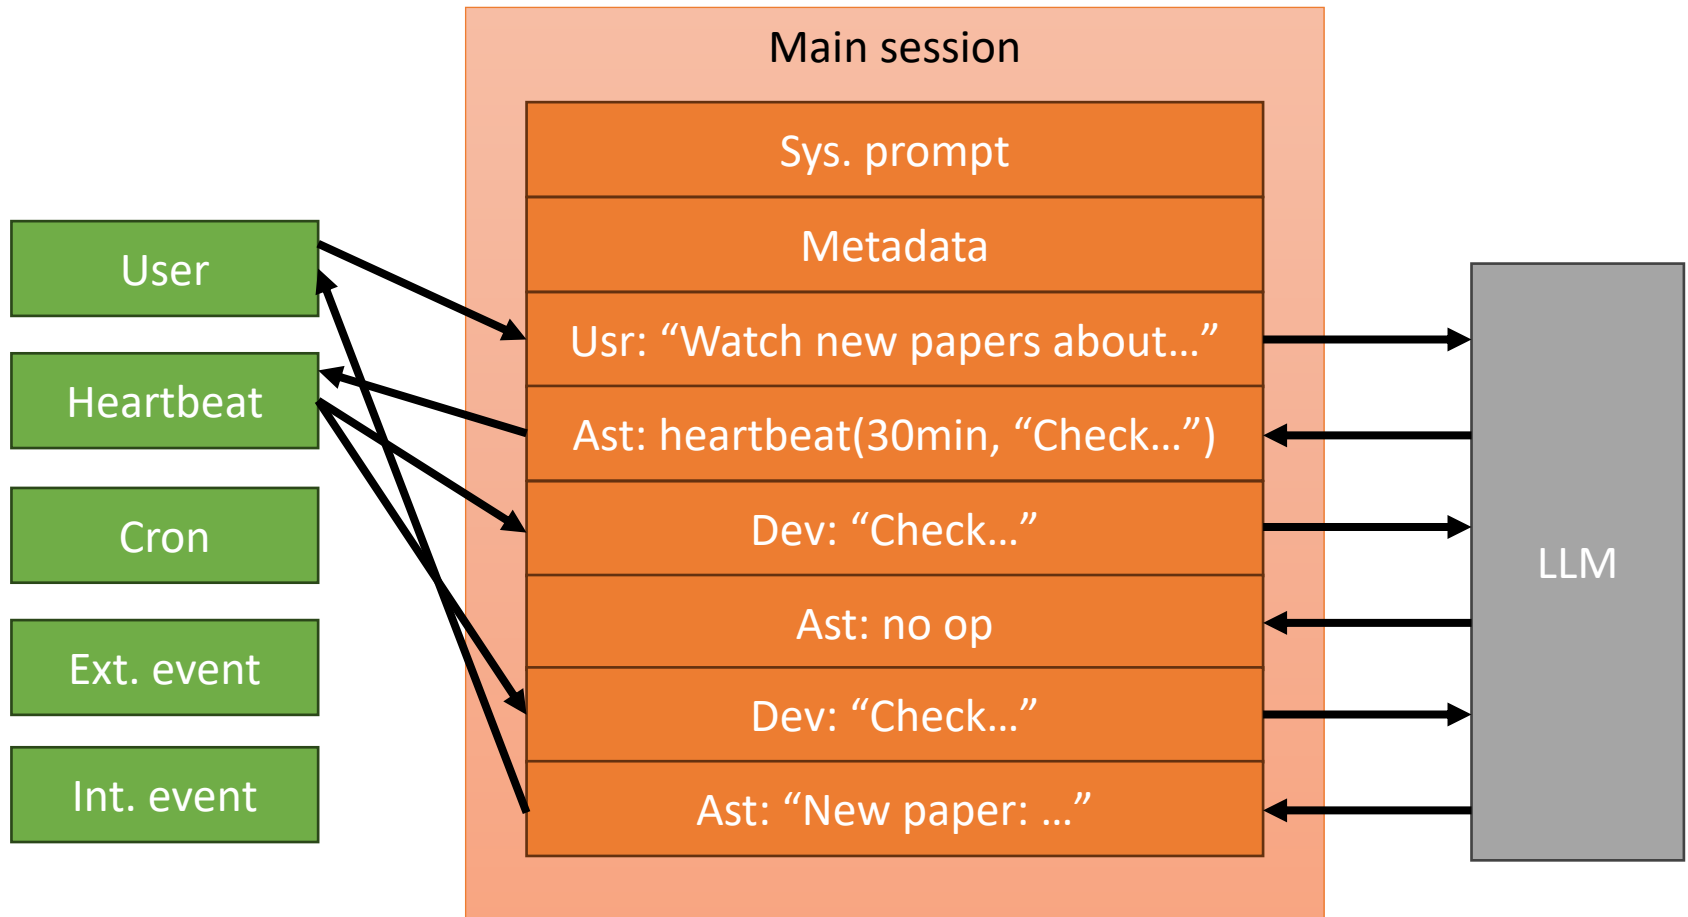 Main session
Sys. prompt
Metadata
Usr: “Watch new papers about…”
Ast: heartbeat(30min, “Check…”)
Dev: “Check…”
Ast: no op
Dev: “Check…”
Ast: “New paper: …”
User
Heartbeat
Cron
Ext. event
Int. event
LLM